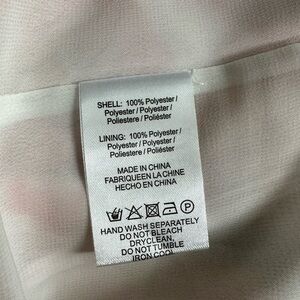 SHELL: 100% Polyester /
Polyester / Polyester /
Poliestere / Poliéster
LINING: 100% Polyester /
Polyester / Polyester /
Poliestere / Poliéster
MADE IN CHINA
FABRIQUEEN LA CHINE
HECHO EN CHINA
P
HAND WASH SEPARATELY
DO NOT BLEACH
DRYCLEAN,
DO NOT TUMBLE
IRON COOL